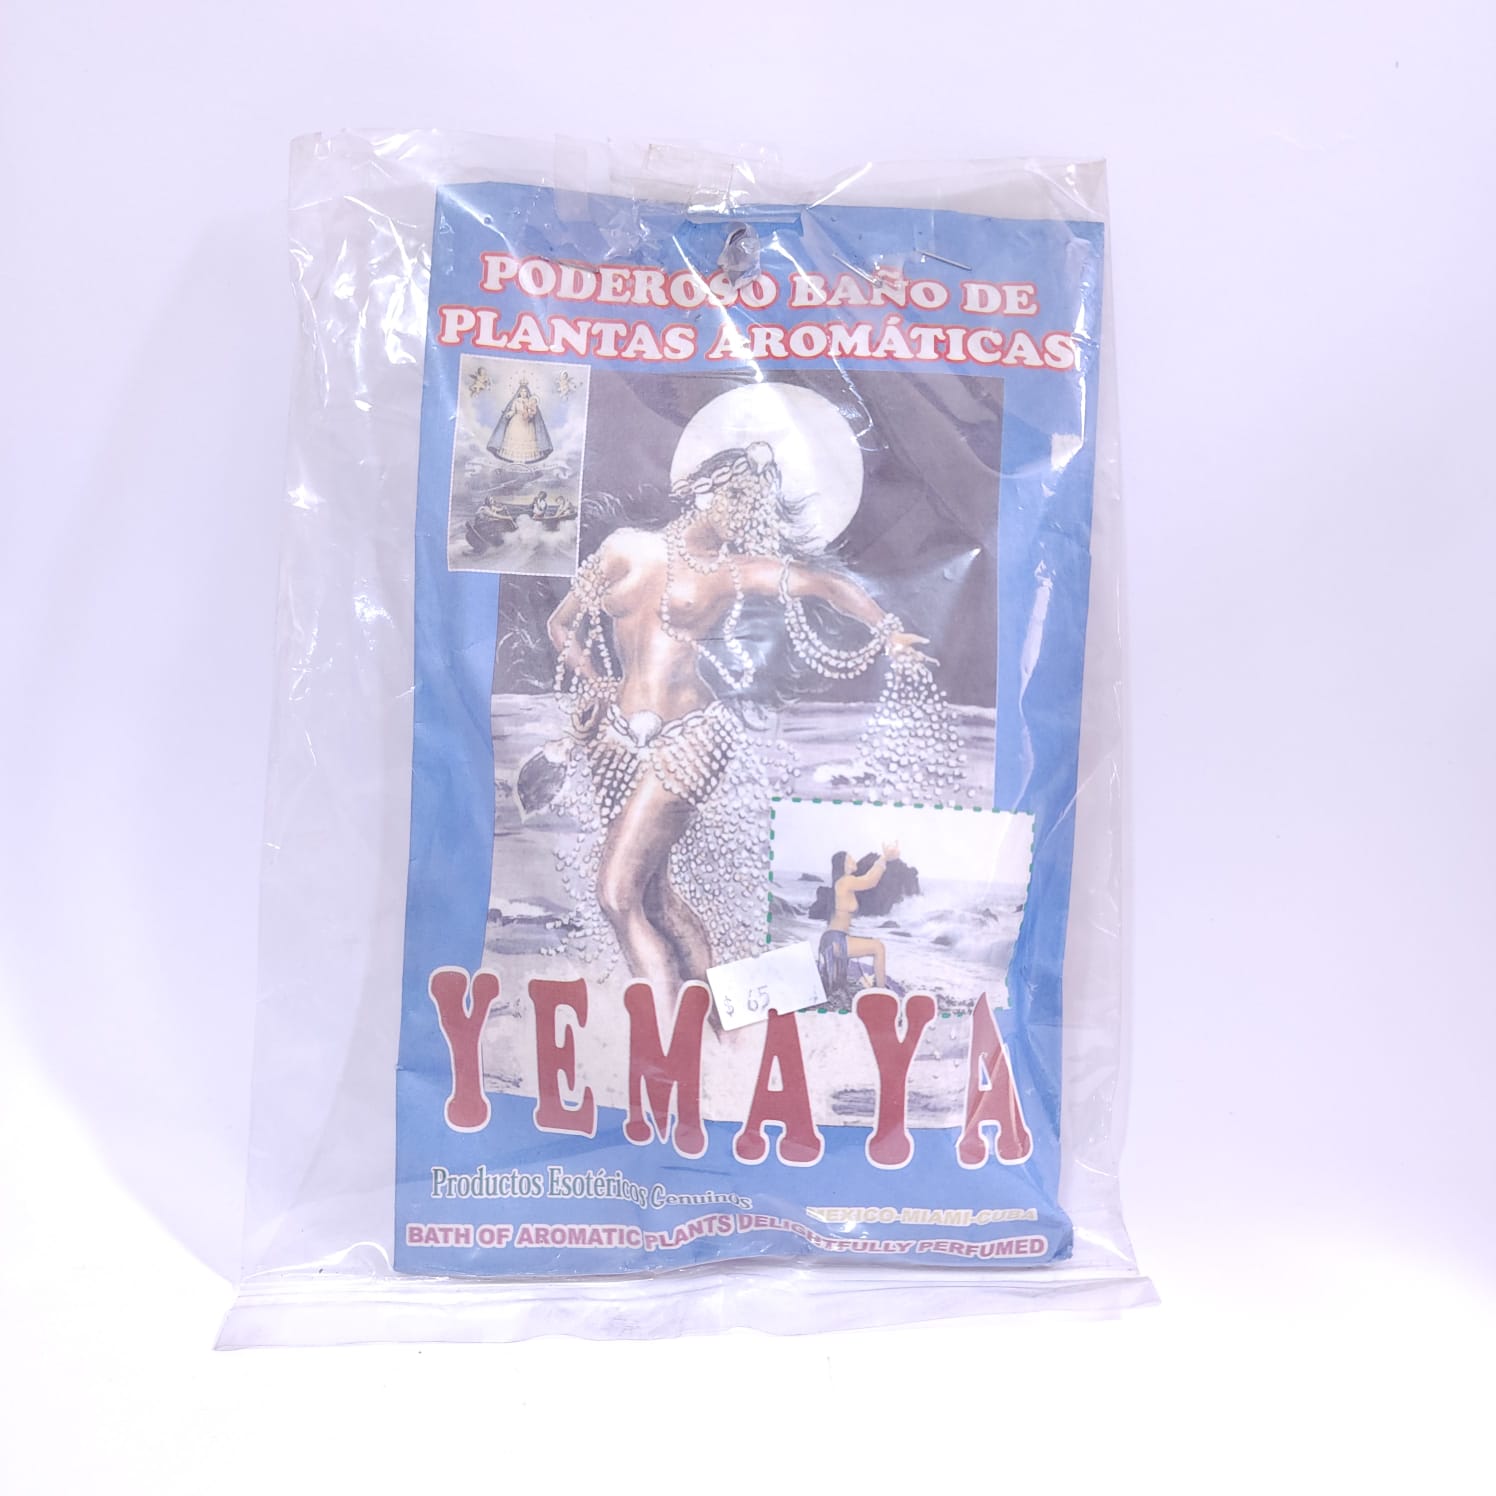 PODEROSO BAÑO DE
PLANTAS AROMÁTICAS
$ 65
YEMAYA
Productos Esotéricos Genuinos
MEXICO-MIAMI-CUBA
BATH OF AROMATIC PLANTS DELIGHTFULLY PERFUMED